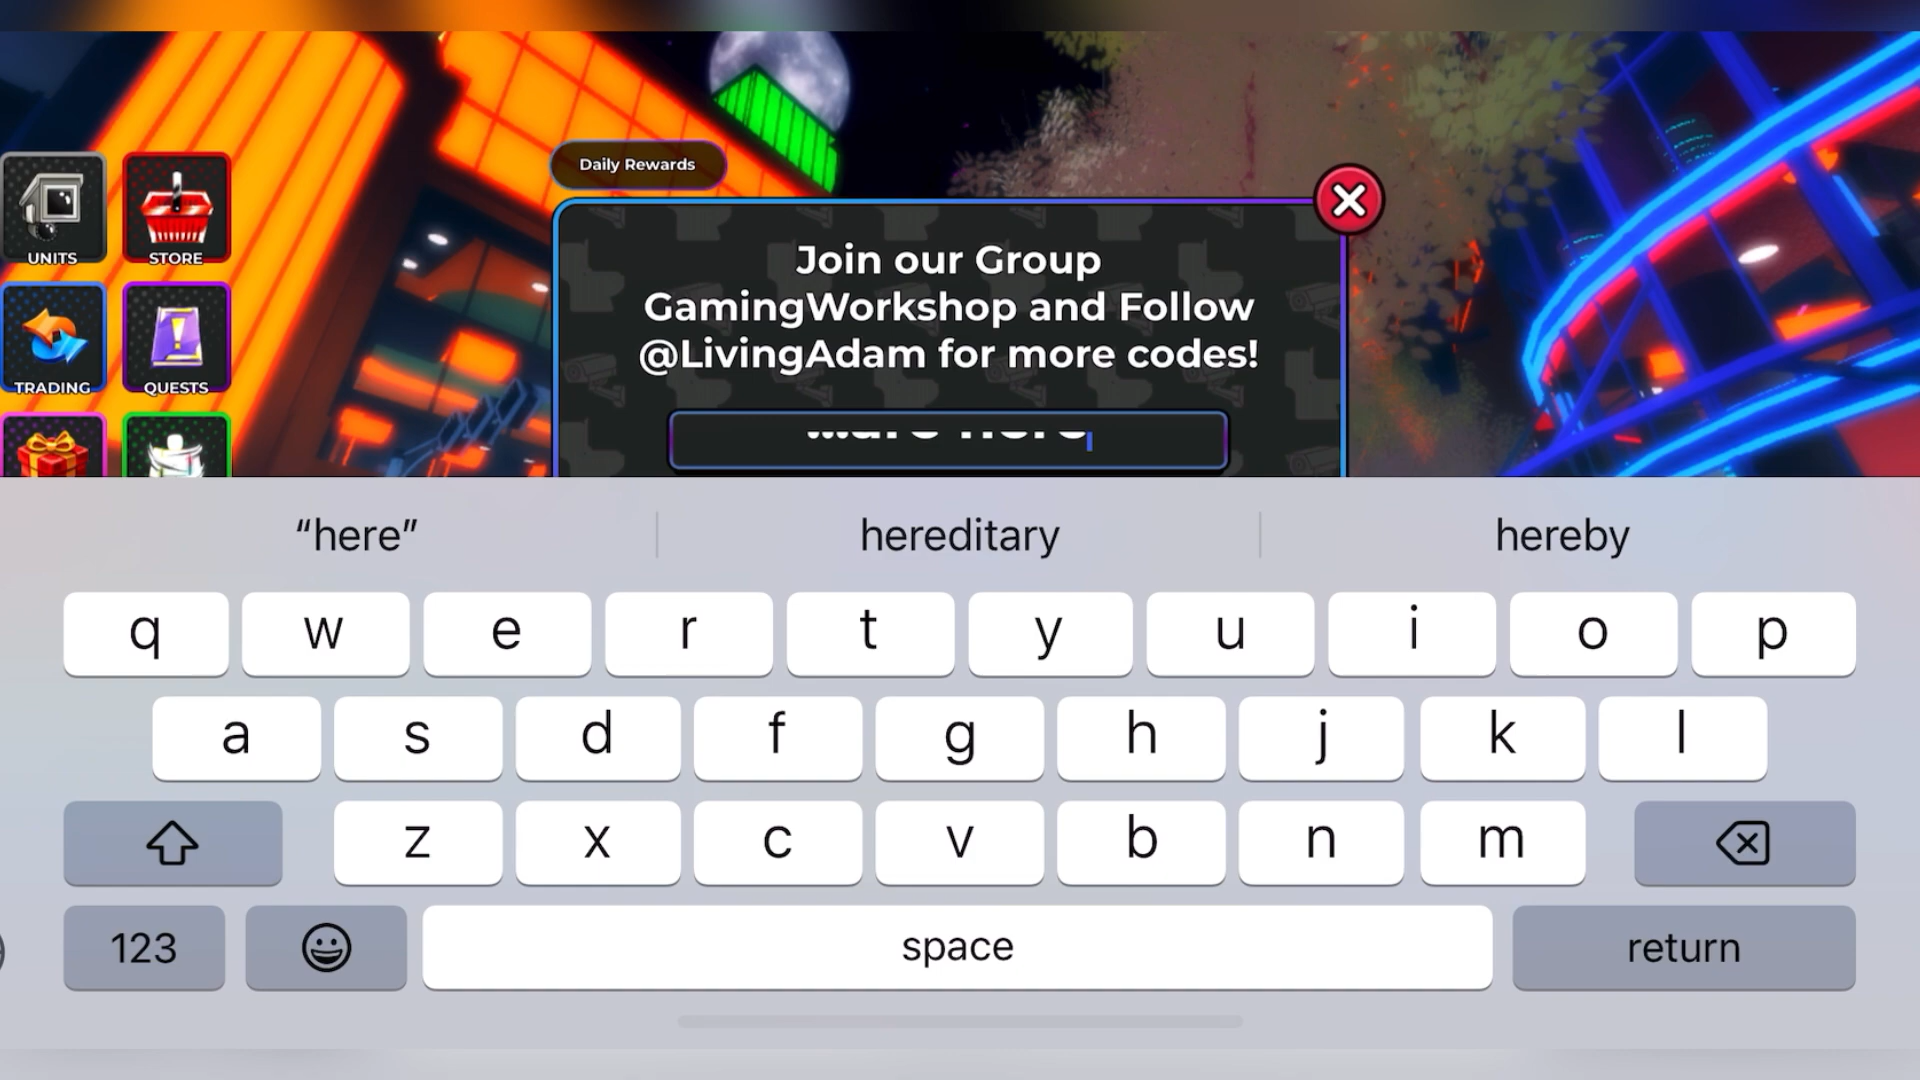 Daily Rewards
UNITS
STORE
Join our Group
GamingWorkshop and Follow
@LivingAdam for more codes!
TRADING
QUESTS
here
“here”
hereditary
hereby
q w e r t y u i o p
a s d f g h j k l
z x c v b n m
123
space
return